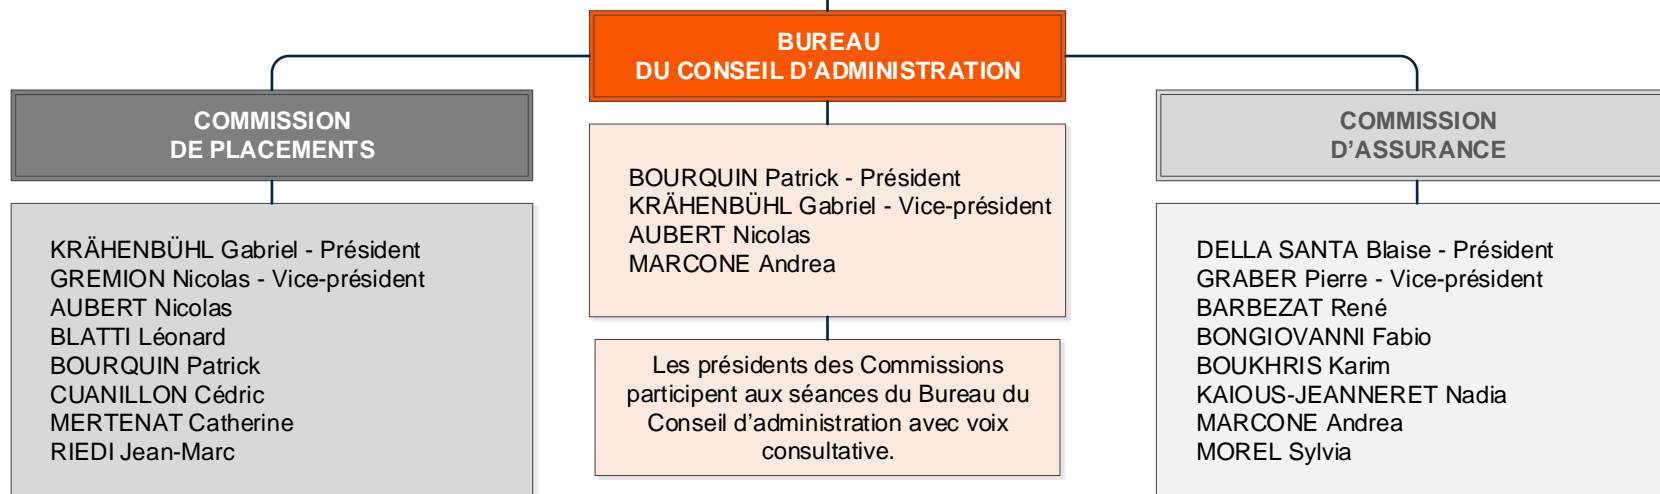 BUREAU
DU CONSEIL D’ADMINISTRATION
COMMISSION
DE PLACEMENTS
KRÄHENBÜHL Gabriel - Président
GREMION Nicolas - Vice-président
AUBERT Nicolas
BLATTI Léonard
BOURQUIN Patrick
CUANILLON Cédric
MERTENAT Catherine
RIEDI Jean-Marc
BOURQUIN Patrick - Président
KRÄHENBÜHL Gabriel - Vice-président
AUBERT Nicolas
MARCONE Andrea
Les présidents des Commissions
participent aux séances du Bureau du
Conseil d’administration avec voix
consultative.
COMMISSION
D’ASSURANCE
DELLA SANTA Blaise - Président
GRABER Pierre - Vice-président
BARBEZAT René
BONGIOVANNI Fabio
BOUKHRIS Karim
KAIOUS-JEANNERET Nadia
MARCONE Andrea
MOREL Sylvia